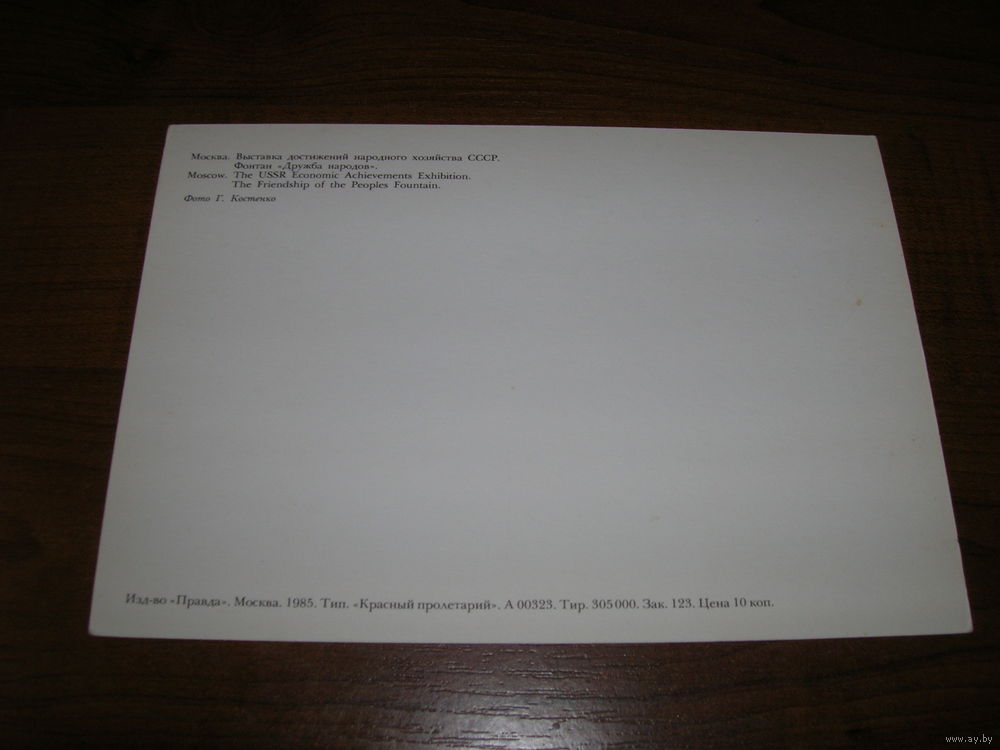 Москва. Выставка достижений народного хозяйства СССР.
Фонтан «Дружба народов».
Moscow. The USSR Economic Achievements Exhibition.
The Friendship of the Peoples Fountain.
Фото Г. Костенко
Изд-во «Правда». Москва. 1985. Тип. «Красный пролетарий». А 00323. Тир. 305000. Зак. 123. Цена 10 коп.
www.ay.by